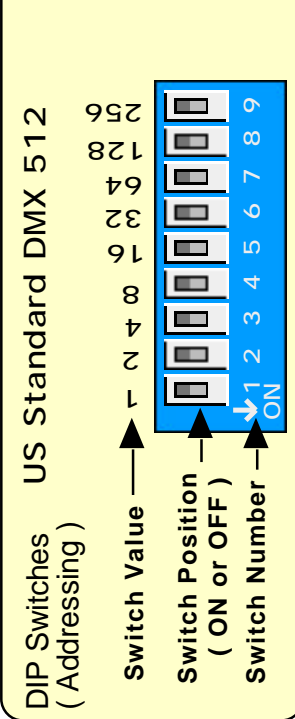 DIP Switches
( Addressing )
US Standard DMX 512
Switch Value
1 2 4 8 16 32 64 128 256
Switch Position
( ON or OFF )
Switch Number
1 2 3 4 5 6 7 8 9
ON